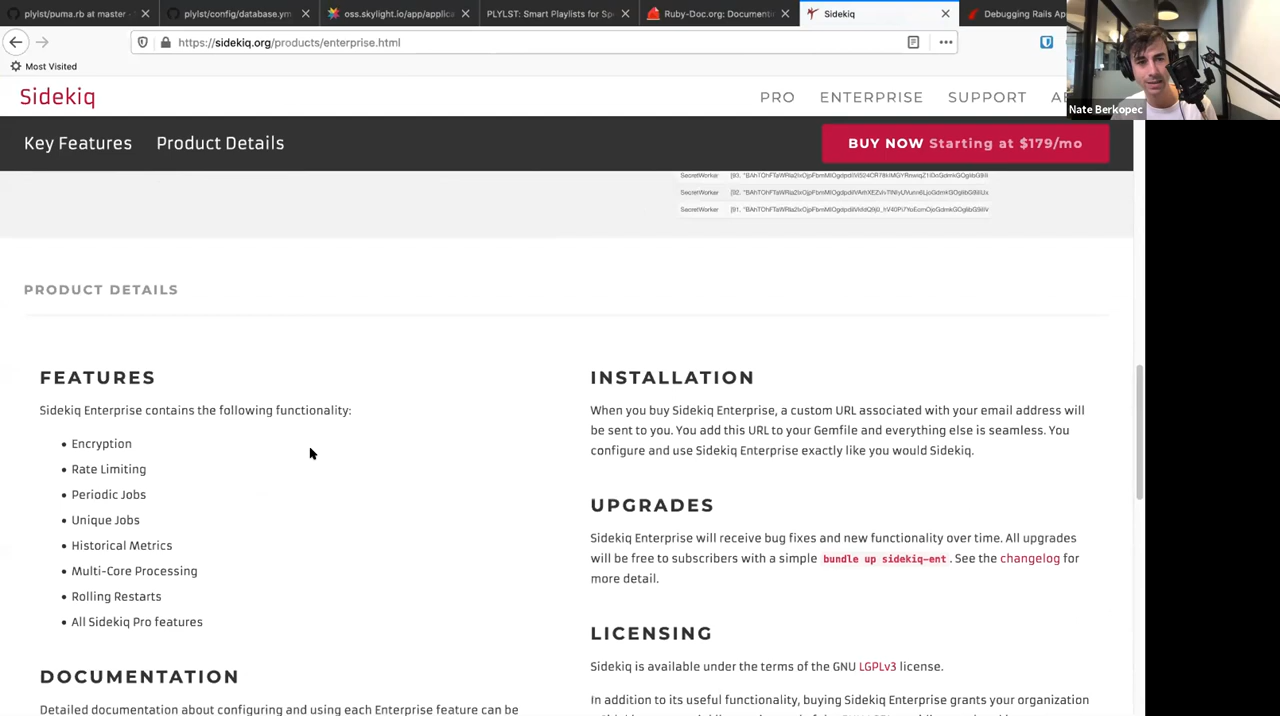 plylst/puma.rb at master ·
plylst/config/database.ym
oss.skylight.io/app/applica
PLYLST: Smart Playlists for Sp
Ruby-Doc.org: Documenti
Sidekiq
Debugging Rails Ap
https://sidekiq.org/products/enterprise.html
Most Visited
Nate Berkopec
Sidekiq
PRO
ENTERPRISE
SUPPORT
Key Features
Product Details
BUY NOW Starting at $179/mo
SecretWorker
SecretWorker
SecretWorker
PRODUCT DETAILS
FEATURES
Sidekiq Enterprise contains the following functionality:
• Encryption
• Rate Limiting
• Periodic Jobs
• Unique Jobs
• Historical Metrics
• Multi-Core Processing
• Rolling Restarts
• All Sidekiq Pro features
DOCUMENTATION
Detailed documentation about configuring and using each Enterprise feature can be
INSTALLATION
When you buy Sidekiq Enterprise, a custom URL associated with your email address will
be sent to you. You add this URL to your Gemfile and everything else is seamless. You
configure and use Sidekiq Enterprise exactly like you would Sidekiq.
UPGRADES
Sidekiq Enterprise will receive bug fixes and new functionality over time. All upgrades
will be free to subscribers with a simple bundle up sidekiq-ent. See the changelog for
more detail.
LICENSING
Sidekiq is available under the terms of the GNU LGPLv3 license.
In addition to its useful functionality, buying Sidekiq Enterprise grants your organization